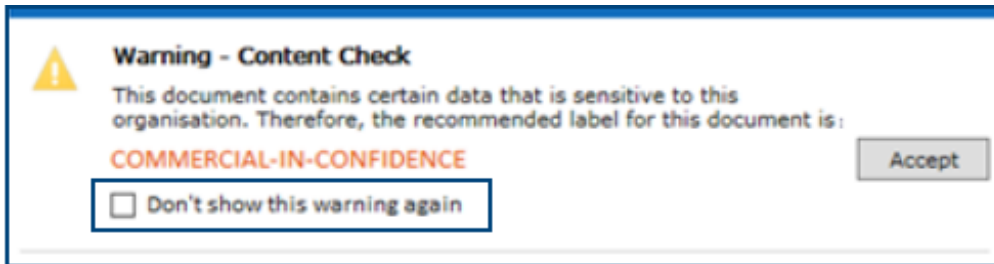 Warning - Content Check
This document contains certain data that is sensitive to this
organisation. Therefore, the recommended label for this document is:
COMMERCIAL-IN-CONFIDENCE
Accept
Don't show this warning again